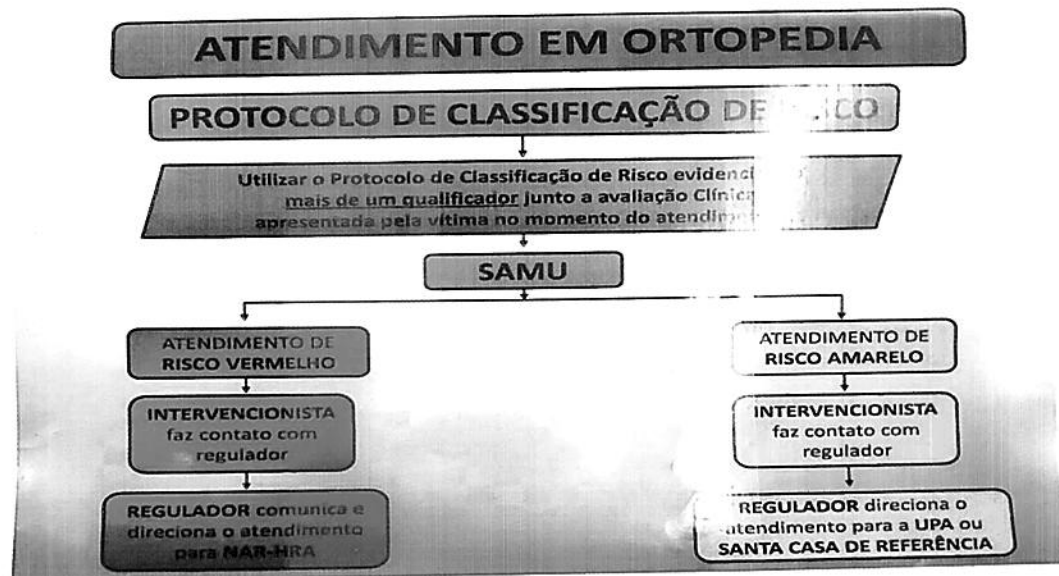 ATENDIMENTO EM ORTOPEDIA
PROTOCOLO DE CLASSIFICAÇÃO DE
Utilizar o Protocolo de Classificação de Risco
mais de um qualificador junto a avaliação Clínica
apresentada pela vítima no momento do
SAMU
ATENDIMENTO DE
RISCO VERMELHO
INTERVENCIONISTA
faz contato com
regulador
REGULADOR comunica e
direciona o atendimento
para NAR-HRA
ATENDIMENTO DE
RISCO AMARELO
INTERVENCIONISTA
faz contato com
regulador
REGULADOR direciona o
atendimento para a UPA ou
SANTA CASA DE REFERÊNCIA